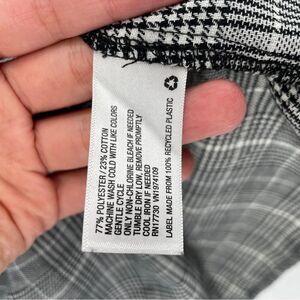 77% POLYESTER / 23% COTTON
MACHINE WASH COLD WITH LIKE COLORS
GENTLE CYCLE
ONLY NON-CHLORINE BLEACH IF NEEDED
TUMBLE DRY LOW, REMOVE PROMPTLY
COOL IRON IF NEEDED
RN17730 VN1974109
LABEL MADE FROM 100% RECYCLED PLASTIC